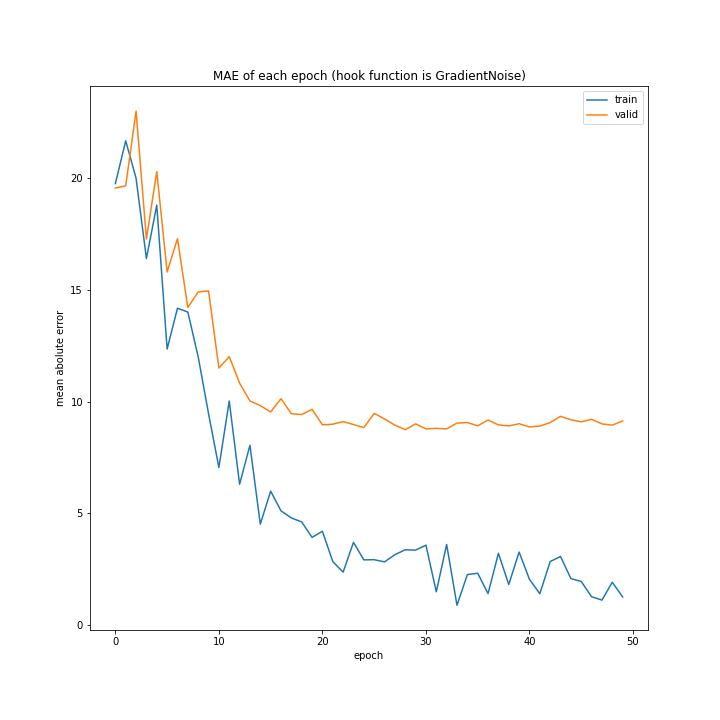 MAE of each epoch (hook function is GradientNoise)
train
valid
20
15
10
5
0
mean abolute error
0
10
20
30
40
50
epoch